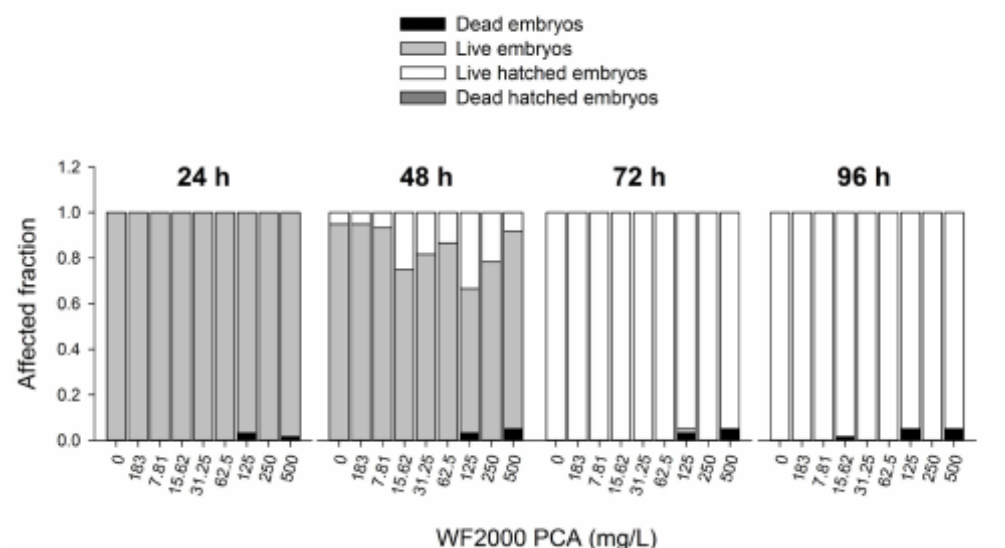 Dead embryos
Live embryos
Live hatched embryos
Dead hatched embryos
24 h
48 h
72 h
96 h
Affected fraction
1.2
1.0
0.8
0.6
0.4
0.2
0.0
0 183 7.81 15.62 31.25 62.5 125 250 500
0 183 7.81 15.62 31.25 62.5 125 250 500
0 183 7.81 15.62 31.25 62.5 125 250 500
0 183 7.81 15.62 31.25 62.5 125 250 500
WF2000 PCA (mg/L)